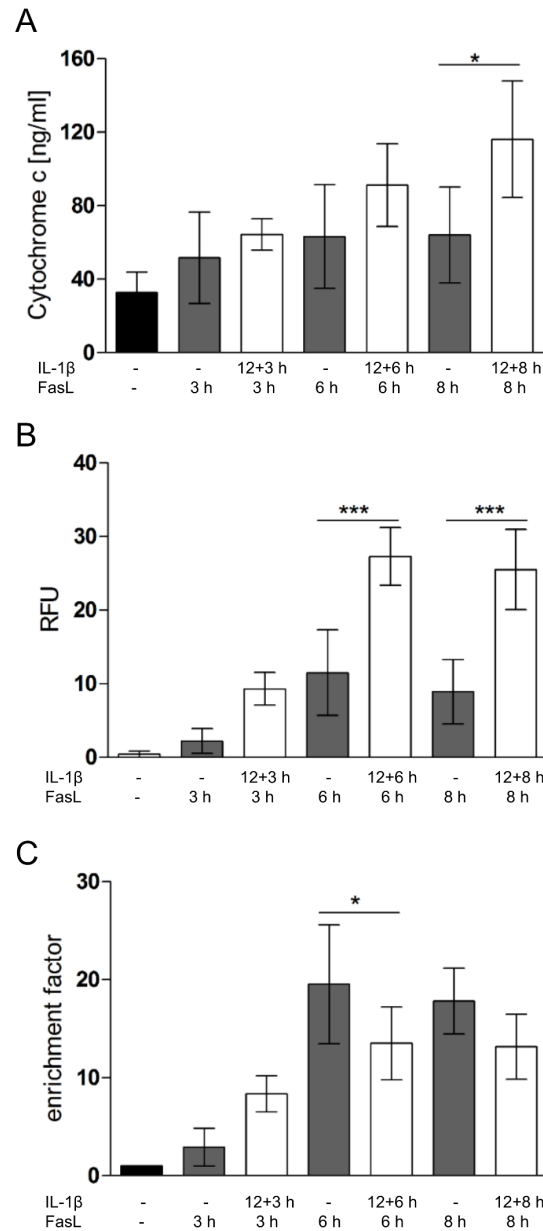 A
Cytochrome c [ng/ml]
160
120
80
40
0
*
IL-1β - - 12+3 h - 12+6 h - 12+8 h
FasL - 3 h 3 h 6 h 6 h 8 h 8 h
B
RFU
40
30
20
10
0
*** ***
IL-1β - - 12+3 h - 12+6 h - 12+8 h
FasL - 3 h 3 h 6 h 6 h 8 h 8 h
C
enrichment factor
30
20
10
0
*
IL-1β - - 12+3 h - 12+6 h - 12+8 h
FasL - 3 h 3 h 6 h 6 h 8 h 8 h